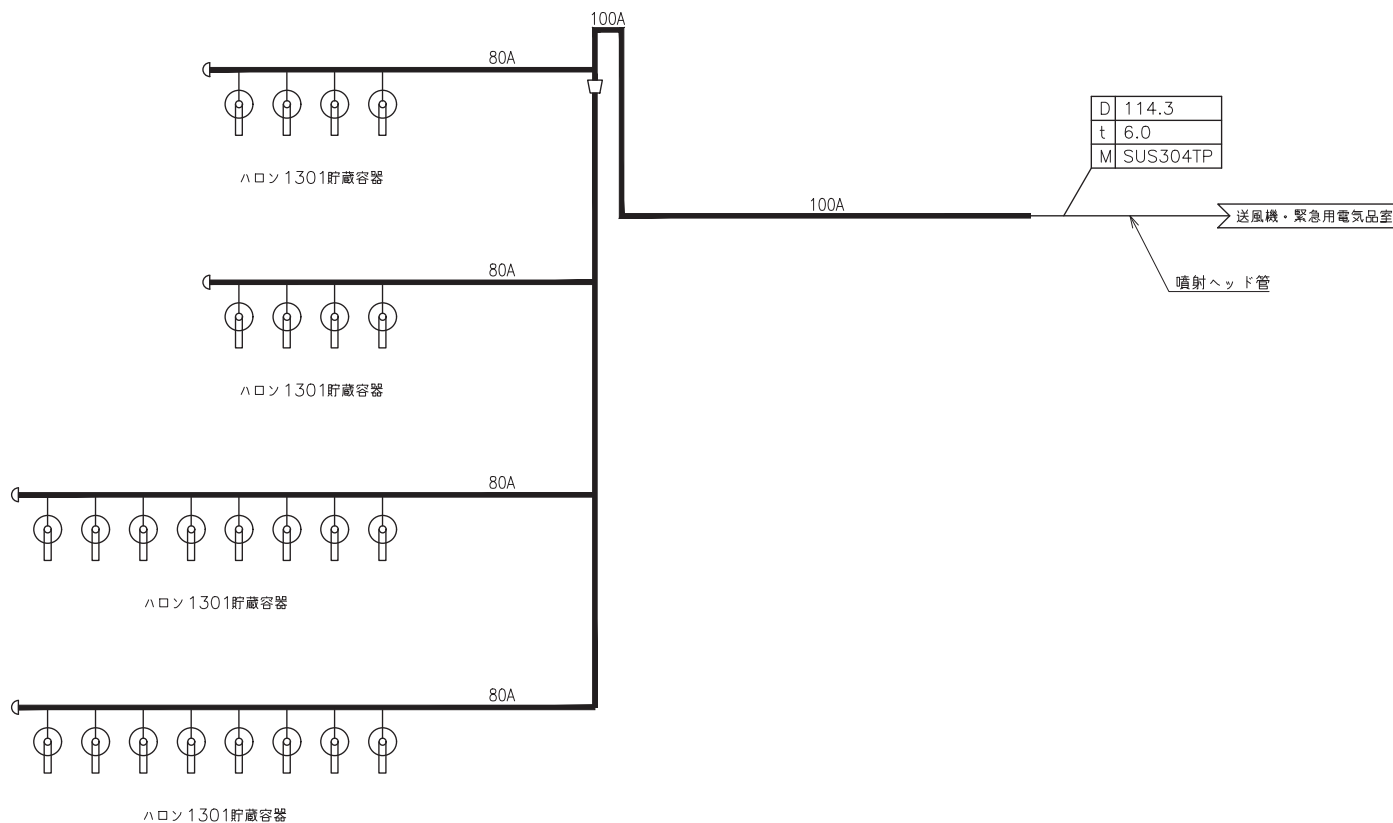 100A
80A
D 114.3
t 6.0
M SUS304TP
ハロン1301貯蔵容器
100A
送風機・緊急用電気品室
80A
噴射ヘッド管
ハロン1301貯蔵容器
80A
ハロン1301貯蔵容器
80A
ハロン1301貯蔵容器